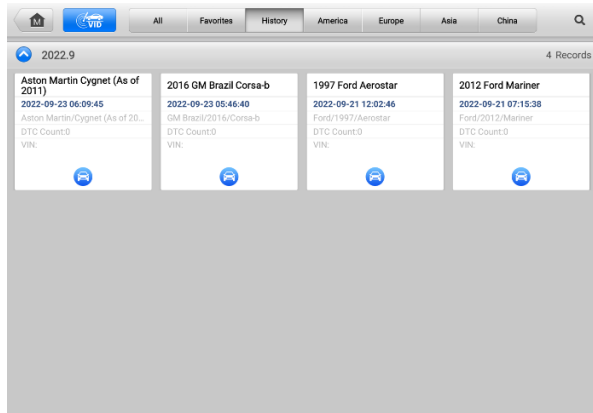 M
VID
All
Favorites
History
America
Europe
Asia
China
2022.9
4 Records
Aston Martin Cygnet (As of
2011)
2022-09-23 06:09:45
Aston Martin/Cygnet (As of 20...
DTC Count:0
VIN:
2016 GM Brazil Corsa-b
2022-09-23 05:46:40
GM Brazil/2016/Corsa-b
DTC Count:0
VIN:
1997 Ford Aerostar
2022-09-21 12:02:46
Ford/1997/Aerostar
DTC Count:0
VIN:
2012 Ford Mariner
2022-09-21 07:15:38
Ford/2012/Mariner
DTC Count:0
VIN: